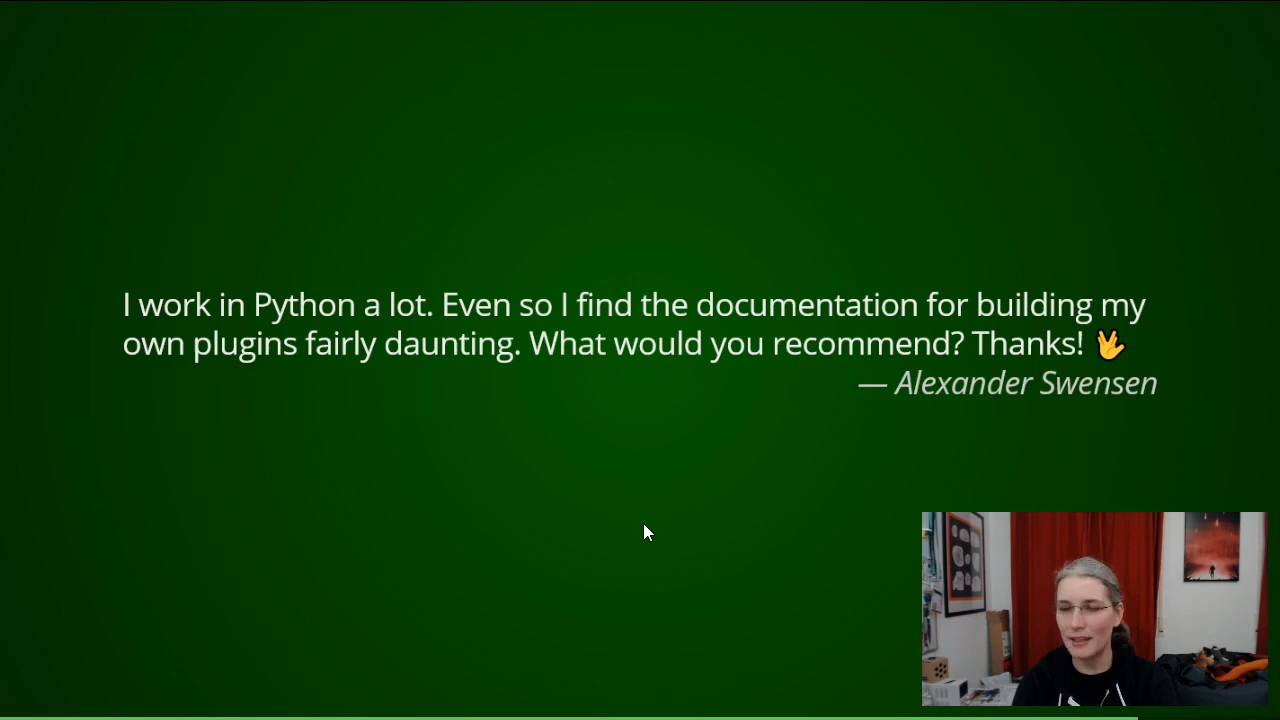 I work in Python a lot. Even so I find the documentation for building my
own plugins fairly daunting. What would you recommend? Thanks! 🖖
— Alexander Swensen